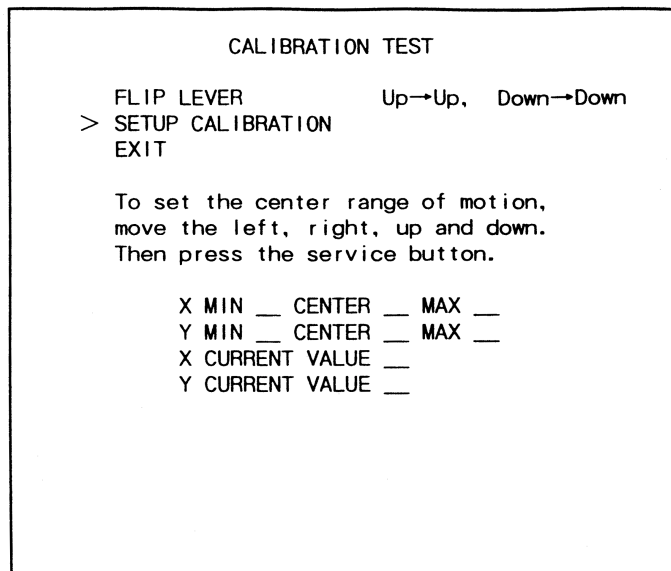 CALIBRATION TEST
FLIP LEVER Up→Up, Down→Down
> SETUP CALIBRATION
EXIT
To set the center range of motion,
move the left, right, up and down.
Then press the service button.
X MIN __ CENTER __ MAX __
Y MIN __ CENTER __ MAX __
X CURRENT VALUE __
Y CURRENT VALUE __